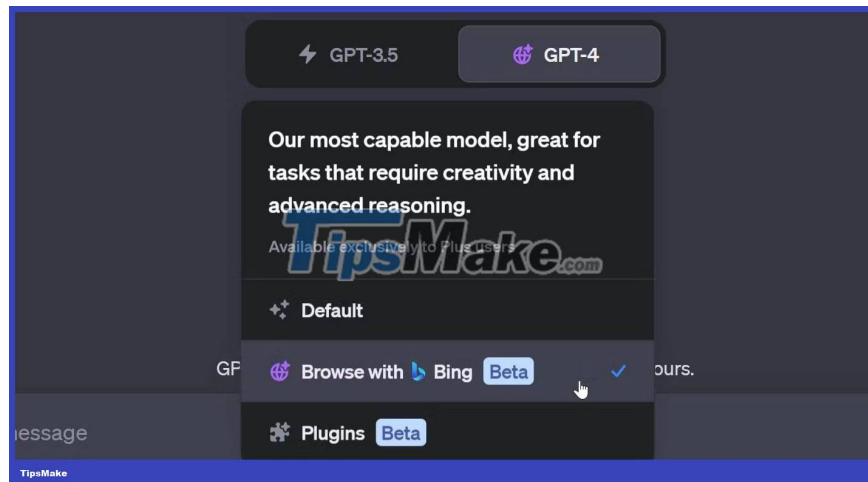 GPT-3.5
GPT-4
Our most capable model, great for
tasks that require creativity and
advanced reasoning.
Available exclusively to Plus users
TipsMake.com
Default
Browse with Bing Beta
GP ours.
essage
Plugins Beta
TipsMake